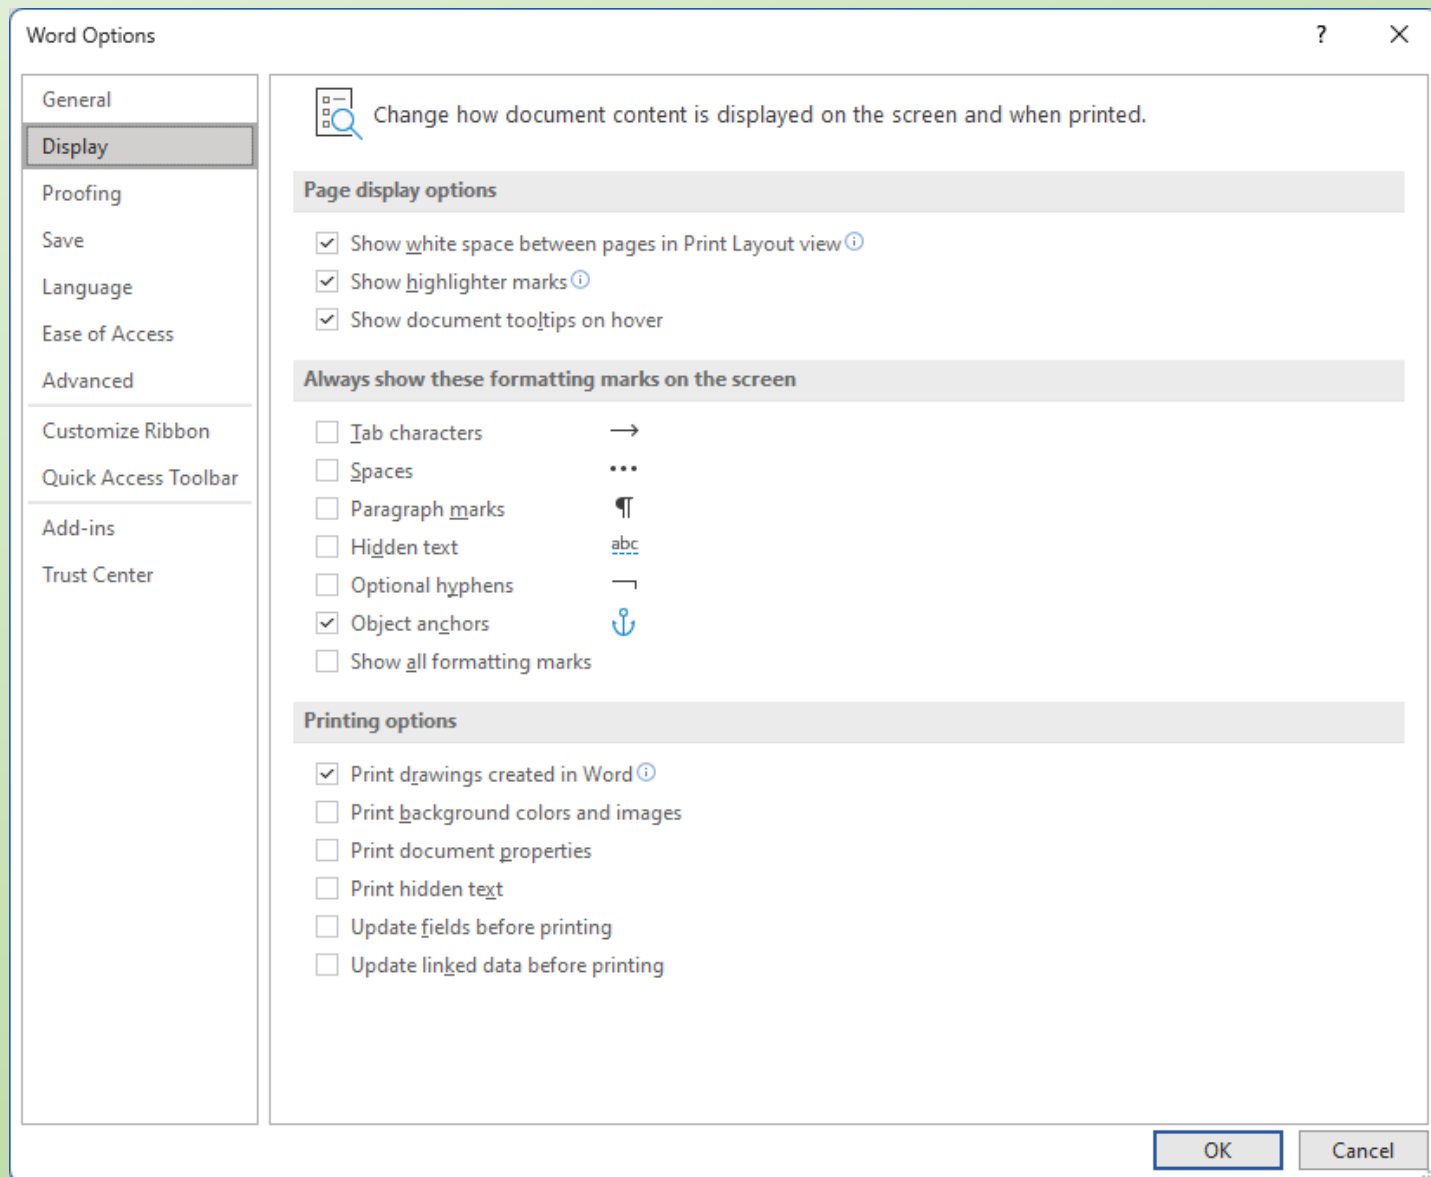 Word Options
?
General
Display
Proofing
Save
Language
Ease of Access
Advanced
Customize Ribbon
Quick Access Toolbar
Add-ins
Trust Center
Change how document content is displayed on the screen and when printed.
Page display options
Show white space between pages in Print Layout view
Show highlighter marks
Show document tooltips on hover
Always show these formatting marks on the screen
Tab characters →
Spaces •••
Paragraph marks ¶
Hidden text abc
Optional hyphens ¬
Object anchors
Show all formatting marks
Printing options
Print drawings created in Word
Print background colors and images
Print document properties
Print hidden text
Update fields before printing
Update linked data before printing
OK Cancel